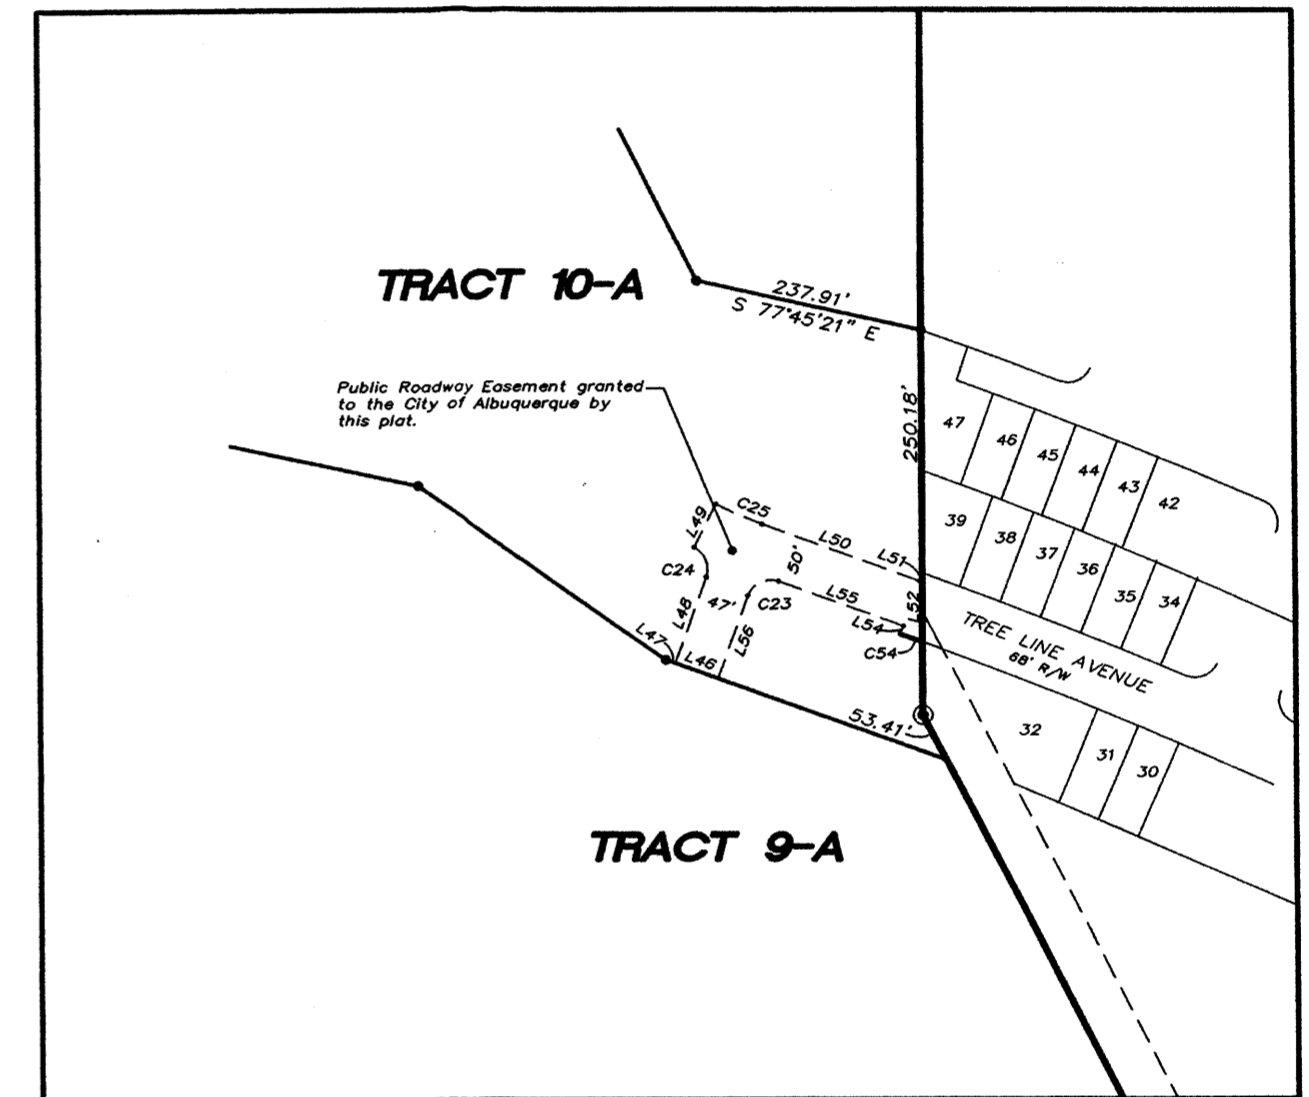 TRACT 10-A
237.91'
S 77°45'21" E
Public Roadway Easement granted
to the City of Albuquerque by
this plat.
250.18'
47
46
45
44
43
42
39
38
37
36
35
34
L49
C25
L50
L51
50'
C24
L48
47'
C23
L55
L52
L54
C54
L56
L47
L46
TREE LINE AVENUE
68' R/W
53.41'
32
31
30
TRACT 9-A